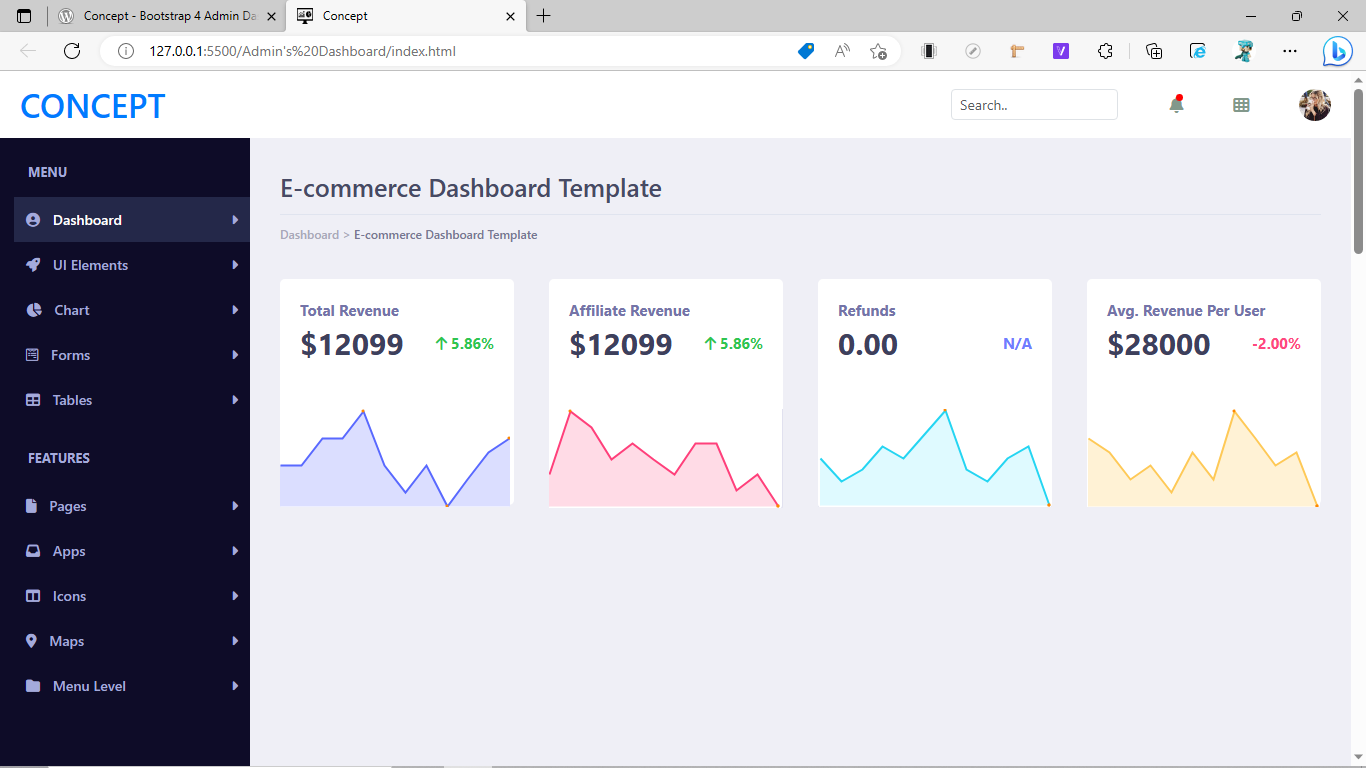 Concept - Bootstrap 4 Admin Da
Concept
127.0.0.1:5500/Admin's%20Dashboard/index.html
CONCEPT
Search..
MENU
Dashboard
UI Elements
Chart
Forms
Tables
FEATURES
Pages
Apps
Icons
Maps
Menu Level
E-commerce Dashboard Template
Dashboard > E-commerce Dashboard Template
Total Revenue
$12099 5.86%
Affiliate Revenue
$12099 5.86%
Refunds
0.00 N/A
Avg. Revenue Per User
$28000 -2.00%